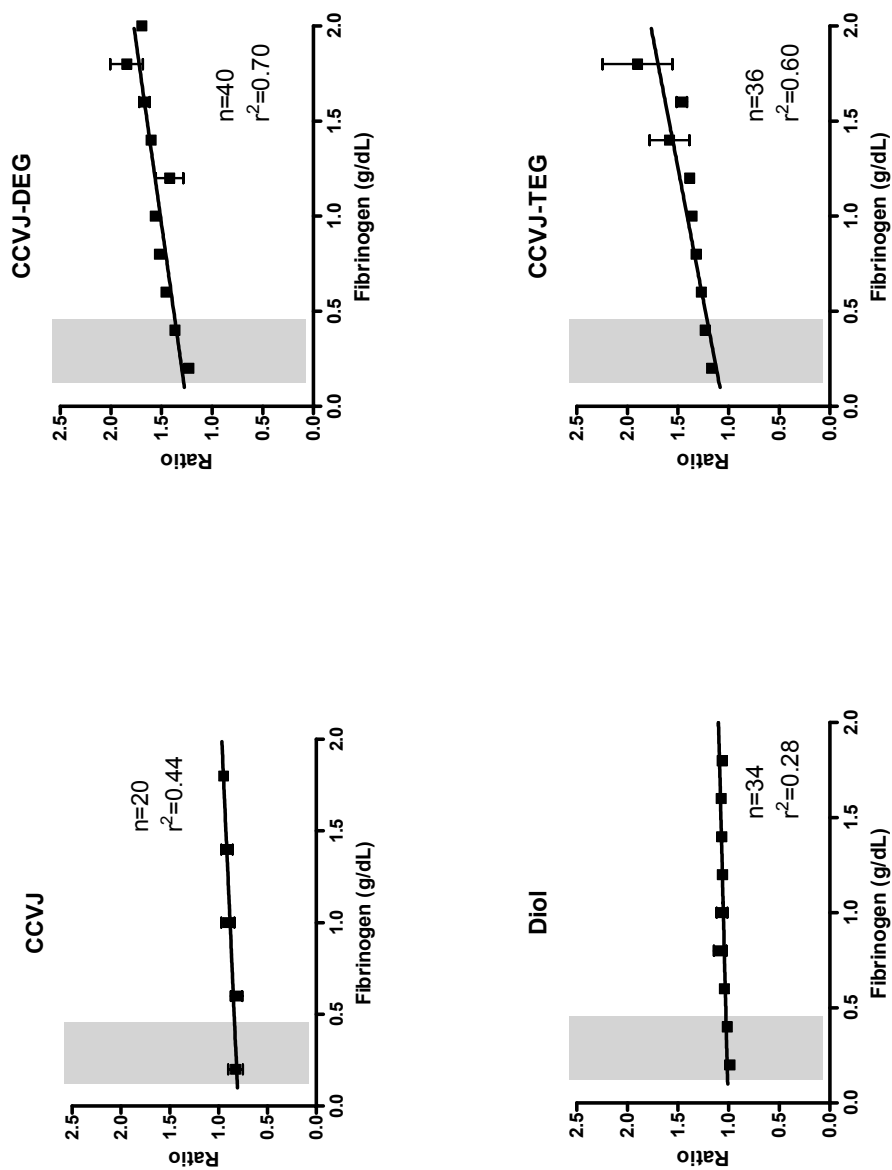 CCVJ
2.5
2.0
1.5
1.0
0.5
0.0
Ratio
n=20
r²=0.44
0.0 0.5 1.0 1.5 2.0
Fibrinogen (g/dL)
CCVJ-DEG
2.5
2.0
1.5
1.0
0.5
0.0
Ratio
n=40
r²=0.70
0.0 0.5 1.0 1.5 2.0
Fibrinogen (g/dL)
Diol
2.5
2.0
1.5
1.0
0.5
0.0
Ratio
n=34
r²=0.28
0.0 0.5 1.0 1.5 2.0
Fibrinogen (g/dL)
CCVJ-TEG
2.5
2.0
1.5
1.0
0.5
0.0
Ratio
n=36
r²=0.60
0.0 0.5 1.0 1.5 2.0
Fibrinogen (g/dL)